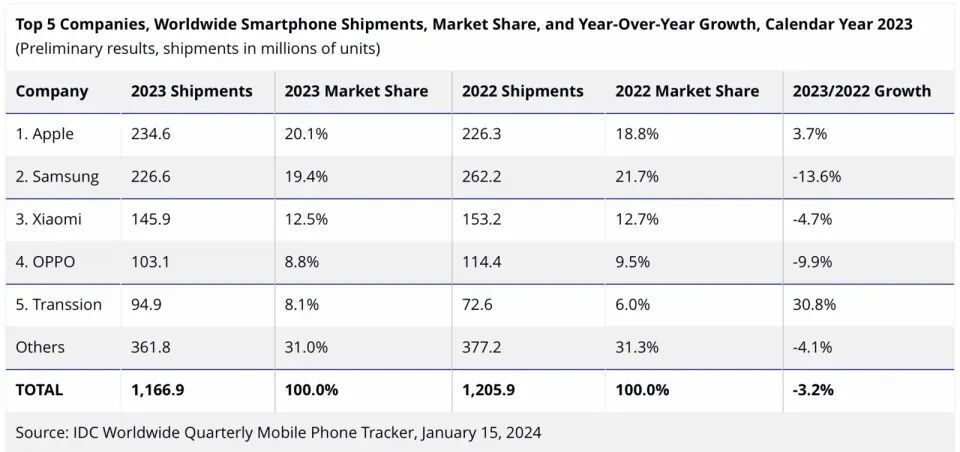 Top 5 Companies, Worldwide Smartphone Shipments, Market Share, and Year-Over-Year Growth, Calendar Year 2023
(Preliminary results, shipments in millions of units)
Company 2023 Shipments 2023 Market Share 2022 Shipments 2022 Market Share 2023/2022 Growth
1. Apple 234.6 20.1% 226.3 18.8% 3.7%
2. Samsung 226.6 19.4% 262.2 21.7% -13.6%
3. Xiaomi 145.9 12.5% 153.2 12.7% -4.7%
4. OPPO 103.1 8.8% 114.4 9.5% -9.9%
5. Transsion 94.9 8.1% 72.6 6.0% 30.8%
Others 361.8 31.0% 377.2 31.3% -4.1%
TOTAL 1,166.9 100.0% 1,205.9 100.0% -3.2%
Source: IDC Worldwide Quarterly Mobile Phone Tracker, January 15, 2024